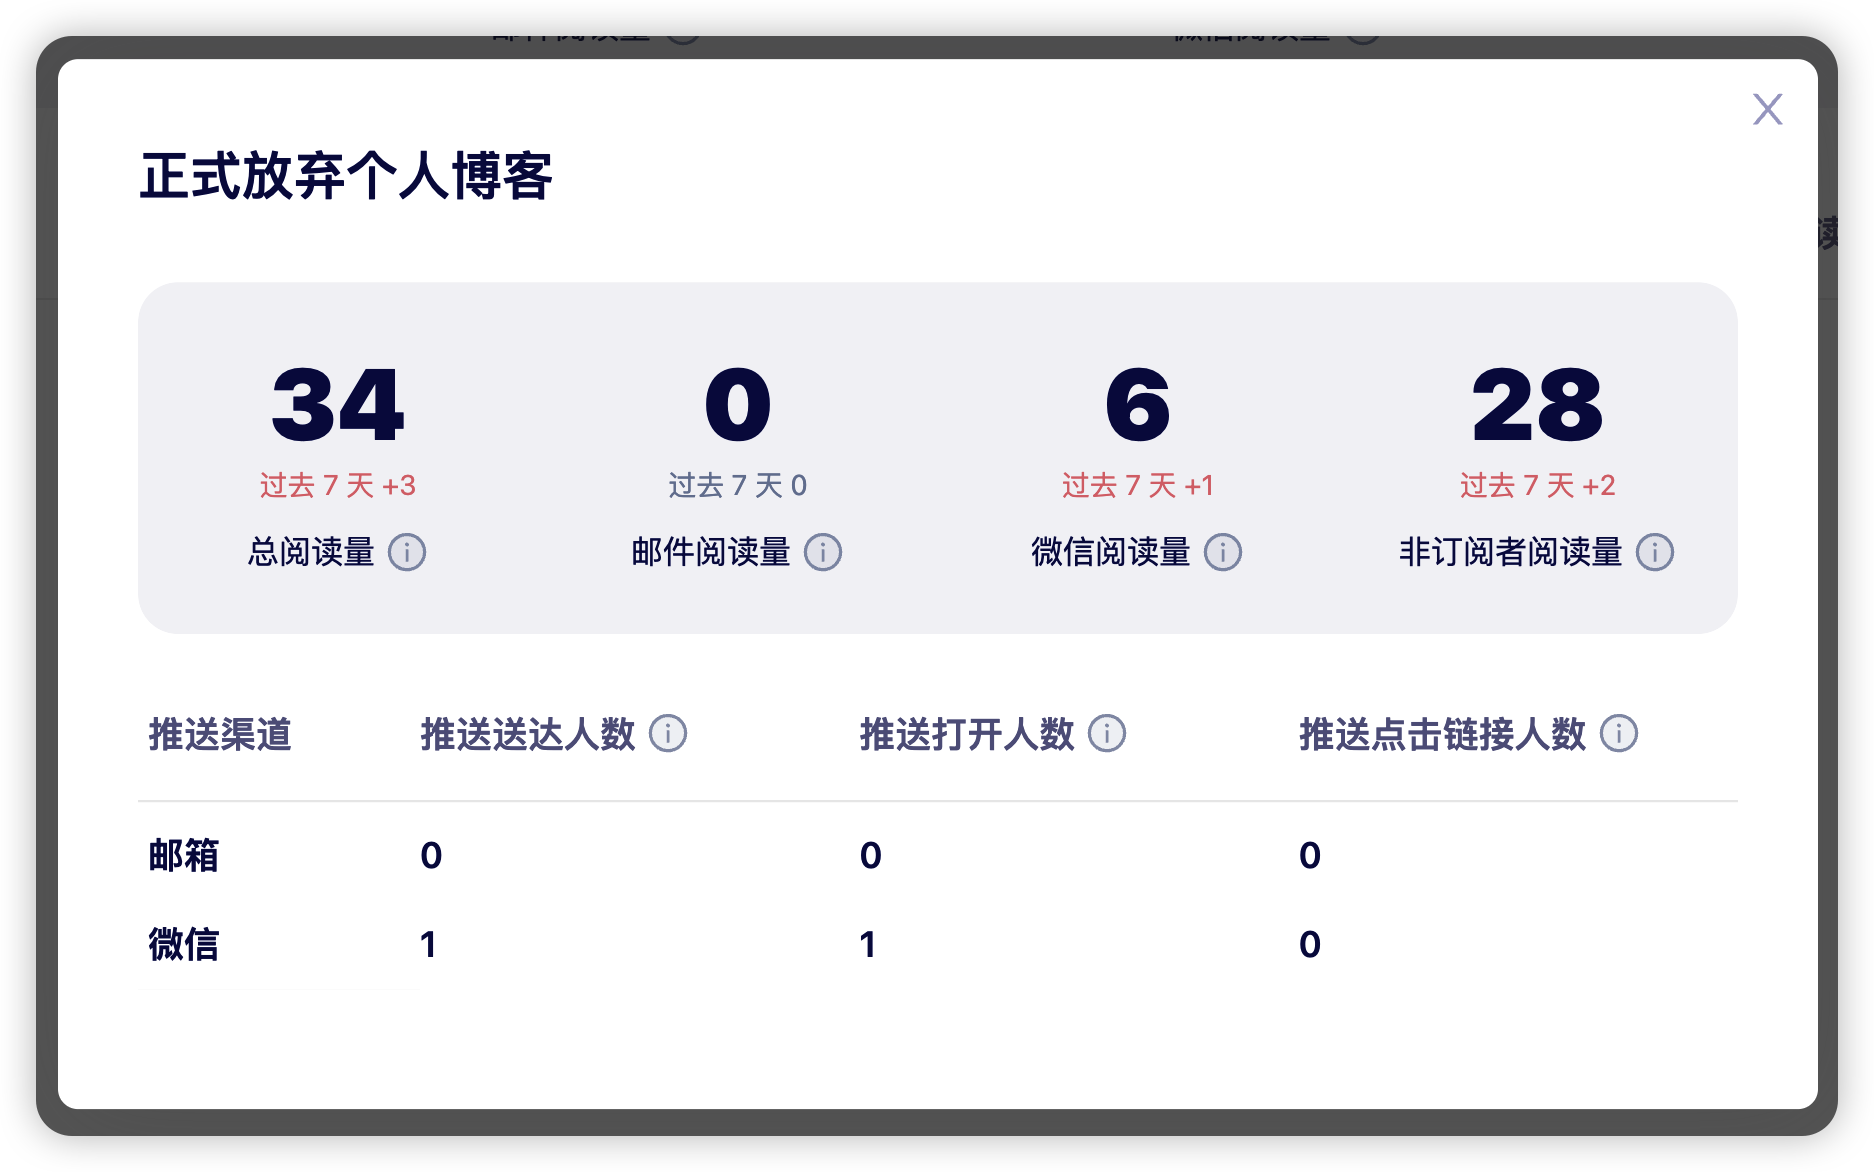 正式放弃个人博客
34
0
6
28
过去 7 天 +3
过去 7 天 0
过去 7 天 +1
过去 7 天 +2
总阅读量
邮件阅读量
微信阅读量
非订阅者阅读量
推送渠道 推送送达人数 推送打开人数 推送点击链接人数
邮箱 0 0 0
微信 1 1 0